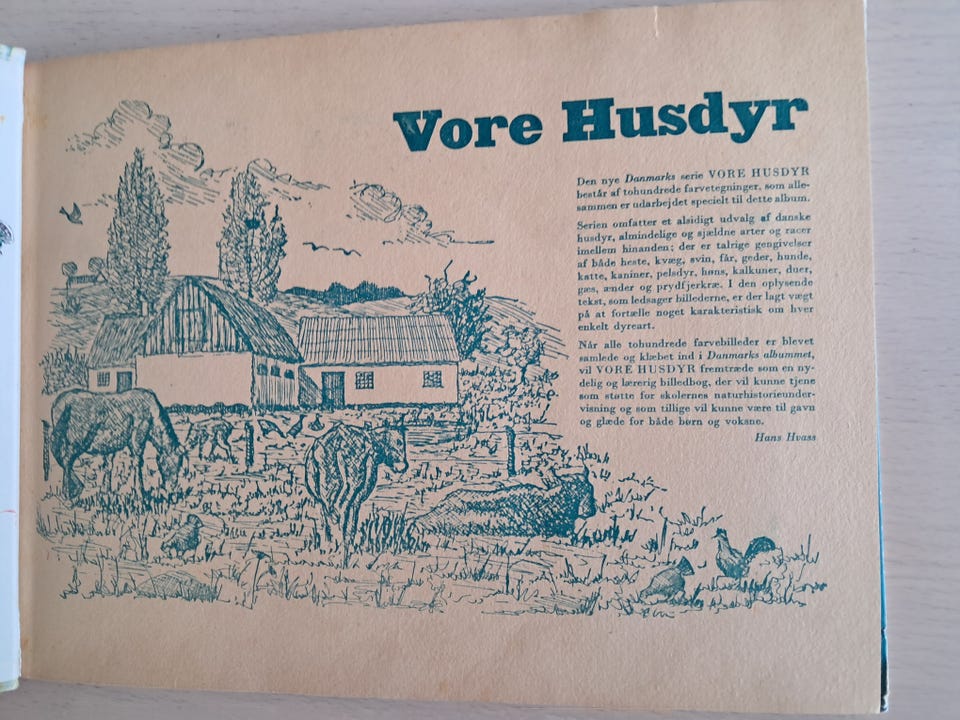 Vore Husdyr
Den nye Danmarks serie VORE HUSDYR
består af tohundrede farvetegninger, som alle-
sammen er udarbejdet specielt til dette album.
Serien omfatter et alsidigt udvalg af danske
husdyr, almindelige og sjældne arter og racer
imellem hinanden; der er talrige gengivelser
af både heste, kvæg, svin, får, geder, hunde,
katte, kaniner, pelsdyr, høns, kalkuner, duer,
gæs, ænder og prydfjerkræ. I den oplysende
tekst, som ledsager billederne, er der lagt vægt
på at fortælle noget karakteristisk om hver
enkelt dyreart.
Når alle tohundrede farvebilleder er blevet
samlede og klæbet ind i Danmarks albummet,
vil VORE HUSDYR fremtræde som en ny-
delig og lærerig billedbog, der vil kunne tjene
som støtte for skolernes naturhistorieunder-
visning og som tillige vil kunne være til gavn
og glæde for både børn og voksne.
Hans Hvass